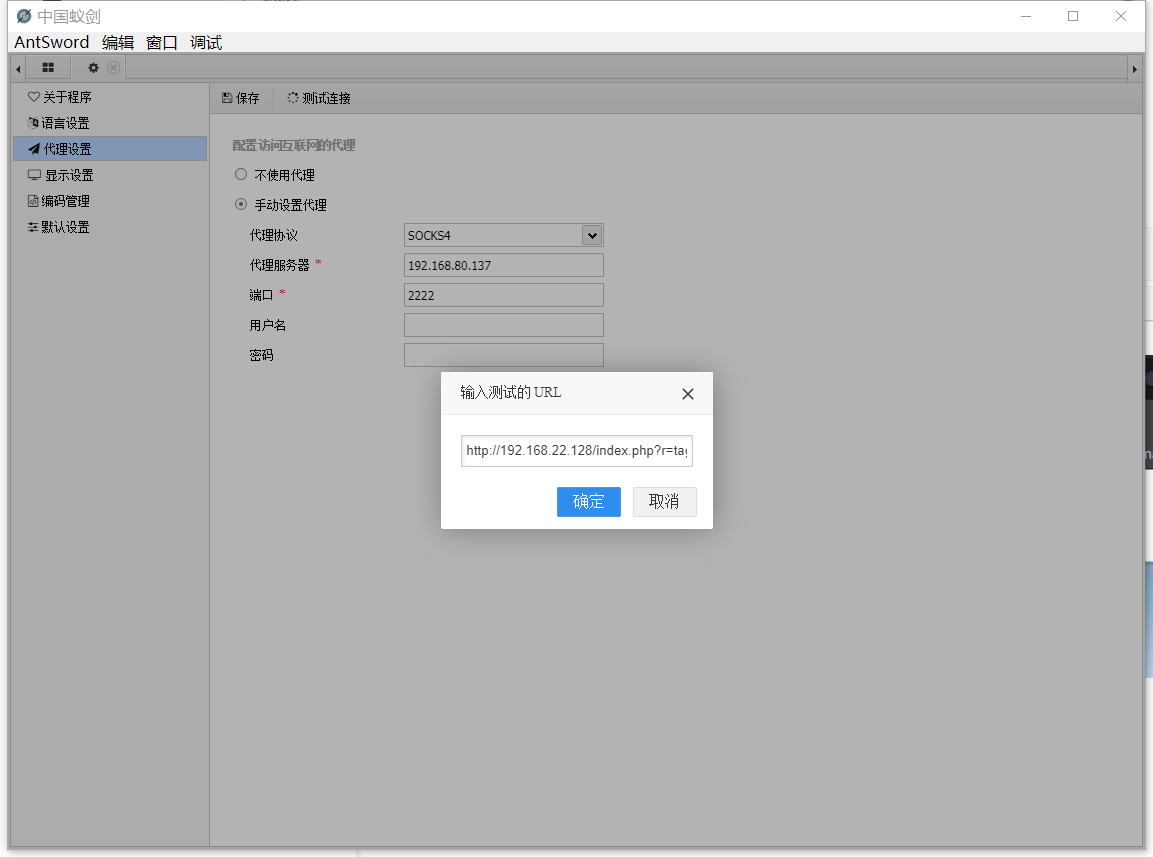 中国蚁剑
AntSword 编辑 窗口 调试
关于程序
语言设置
代理设置
显示设置
编码管理
默认设置
保存 测试连接
配置访问互联网的代理
不使用代理
手动设置代理
代理协议 SOCKS4
代理服务器 * 192.168.80.137
端口 * 2222
用户名
密码
输入测试的 URL
http://192.168.22.128/index.php?r=tag
确定 取消